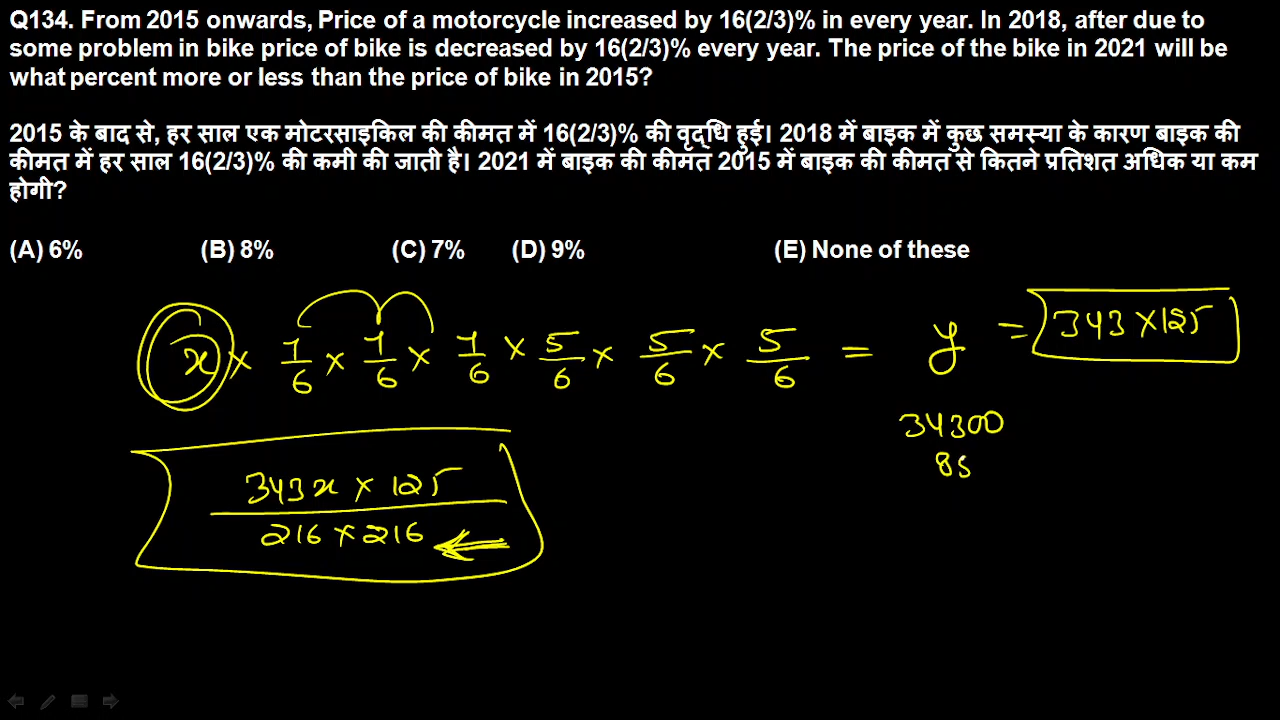 Q134. From 2015 onwards, Price of a motorcycle increased by 16(2/3)% in every year. In 2018, after due to
some problem in bike price of bike is decreased by 16(2/3)% every year. The price of the bike in 2021 will be
what percent more or less than the price of bike in 2015?
2015 के बाद से, हर साल एक मोटरसाइकिल की कीमत में 16(2/3)% की वृद्धि हुई। 2018 में बाइक में कुछ समस्या के कारण बाइक की
कीमत में हर साल 16(2/3)% की कमी की जाती है। 2021 में बाइक की कीमत 2015 में बाइक की कीमत से कितने प्रतिशत अधिक या कम
होगी?
(A) 6% (B) 8% (C) 7% (D) 9% (E) None of these
x × 7/6 × 7/6 × 7/6 × 5/6 × 5/6 × 5/6 = y = 343 × 125
34300
85
343x × 125
216 × 216